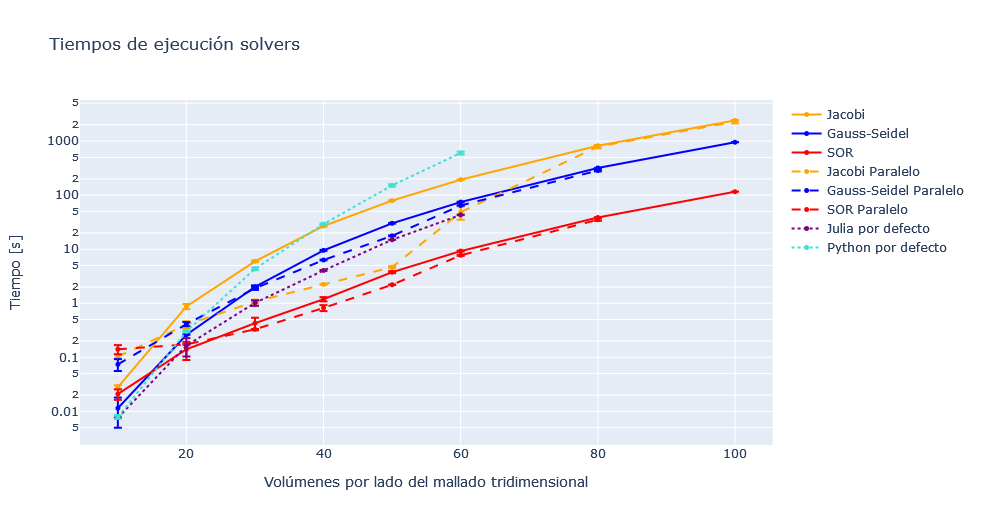 Tiempos de ejecución solvers
Tiempo [s]
5
2
1000
5
2
100
5
2
10
5
2
1
5
2
0.1
5
2
0.01
5
20
40
60
80
100
Volúmenes por lado del mallado tridimensional
Jacobi
Gauss-Seidel
SOR
Jacobi Paralelo
Gauss-Seidel Paralelo
SOR Paralelo
Julia por defecto
Python por defecto